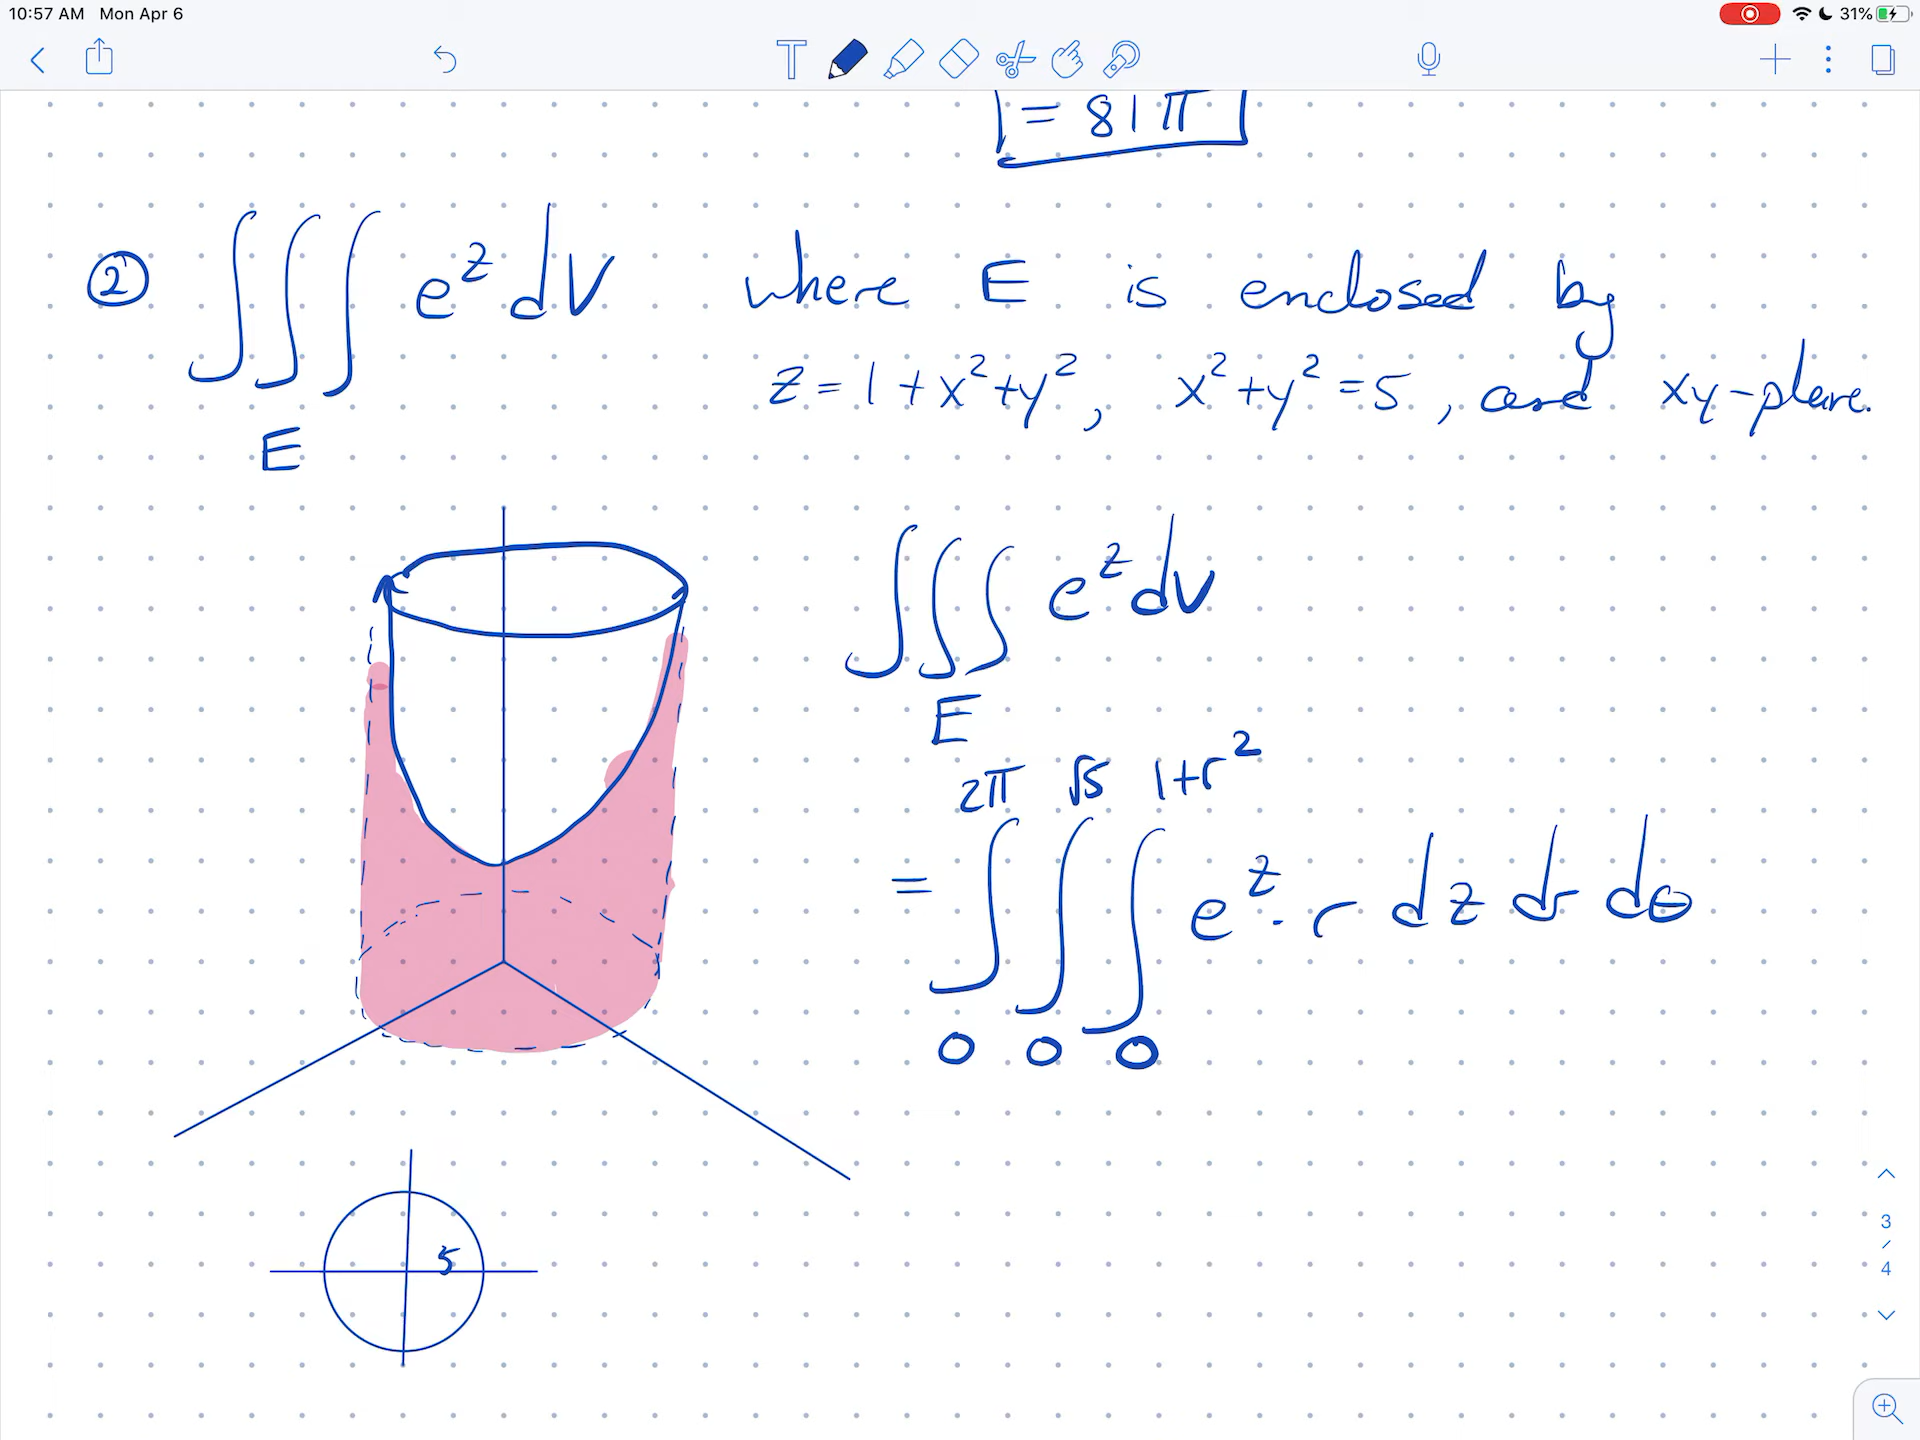 10:57 AM Mon Apr 6 31%
T
= 81π
② ∭ e^z dV where E is enclosed by
E z = 1 + x² + y², x² + y² = 5, and xy-plane.
∭ e^z dV
E
2π √5 1+r²
= ∫ ∫ ∫ e^z · r dz dr dθ
0 0 0
5
3
/
4